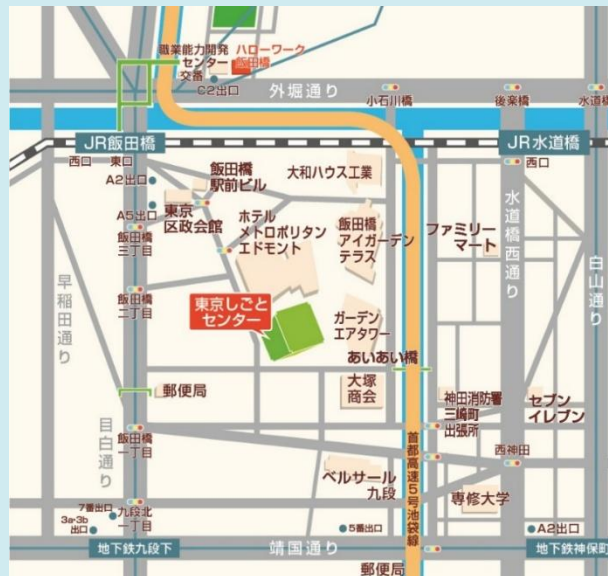 職業能力開発
センター
ハローワーク
飯田橋
交番
C2出口
外堀通り
小石川橋
後楽橋
水道橋
JR飯田橋
JR水道橋
西口
東口
西口
A2出口
A5出口
飯田橋
駅前ビル
大和ハウス工業
東京
区政会館
ホテル
メトロポリタン
エドモント
飯田橋
アイガーデン
テラス
ファミリー
マート
水道橋西通り
白山通り
飯田橋
三丁目
早稲田通り
飯田橋
二丁目
東京しごと
センター
ガーデン
エアタワー
あいあい橋
郵便局
大塚
商会
神田消防署
三崎町
出張所
セブン
イレブン
目白通り
飯田橋
一丁目
首都高速5号池袋線
西神田
ベルサール
九段
専修大学
7番出口
3a・3b
出口
九段北
一丁目
5番出口
A2出口
地下鉄九段下
靖国通り
地下鉄神保町
郵便局